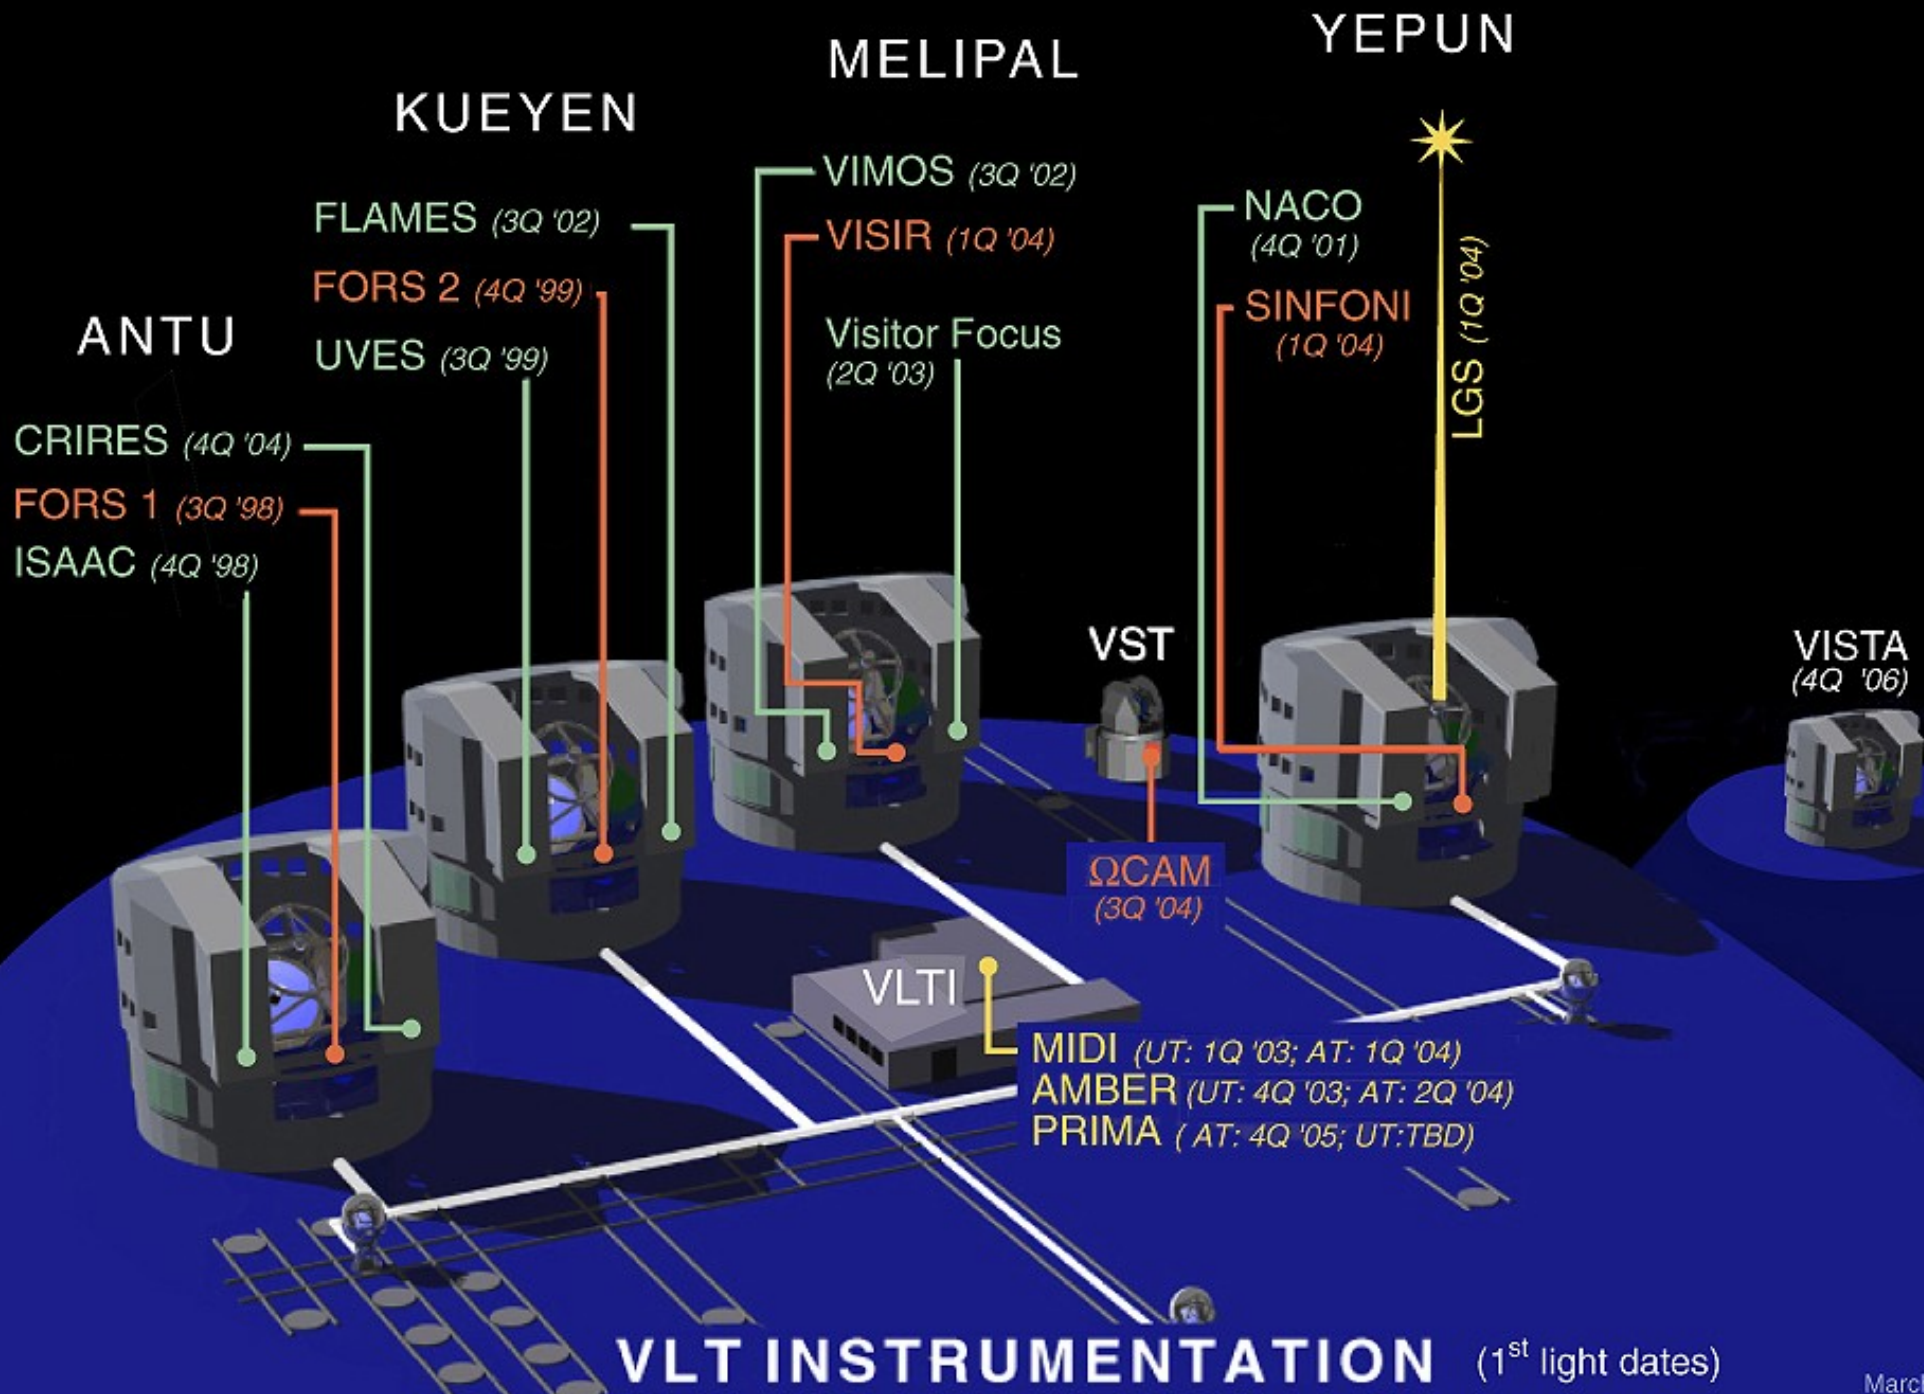 YEPUN
MELIPAL
KUEYEN
ANTU
VIMOS (3Q '02)
VISIR (1Q '04)
Visitor Focus
(2Q '03)
NACO
(4Q '01)
SINFONI
(1Q '04)
LGS (1Q '04)
FLAMES (3Q '02)
FORS 2 (4Q '99)
UVES (3Q '99)
CRIRES (4Q '04)
FORS 1 (3Q '98)
ISAAC (4Q '98)
VST
VISTA
(4Q '06)
ΩCAM
(3Q '04)
VLTI
MIDI (UT: 1Q '03; AT: 1Q '04)
AMBER (UT: 4Q '03; AT: 2Q '04)
PRIMA ( AT: 4Q '05; UT:TBD)
VLT INSTRUMENTATION (1st light dates)